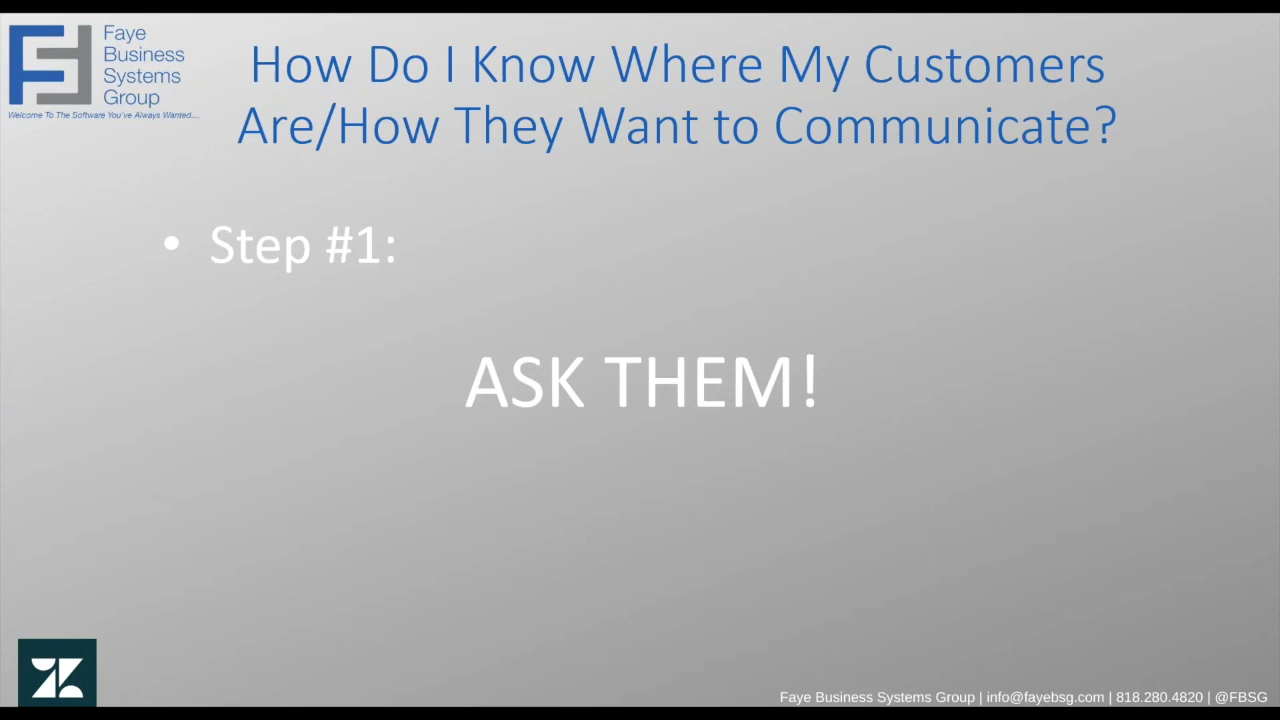 Faye
Business
Systems
Group
Welcome To The Software You've Always Wanted....
How Do I Know Where My Customers
Are/How They Want to Communicate?
• Step #1:
ASK THEM!
Faye Business Systems Group | info@fayebsg.com | 818.280.4820 | @FBSG